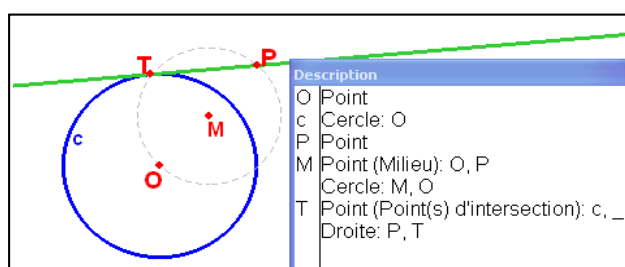 T
P
c
M
O
Description
O Point
c Cercle: O
P Point
M Point (Milieu): O, P
Cercle: M, O
T Point (Point(s) d'intersection): c, _
Droite: P, T